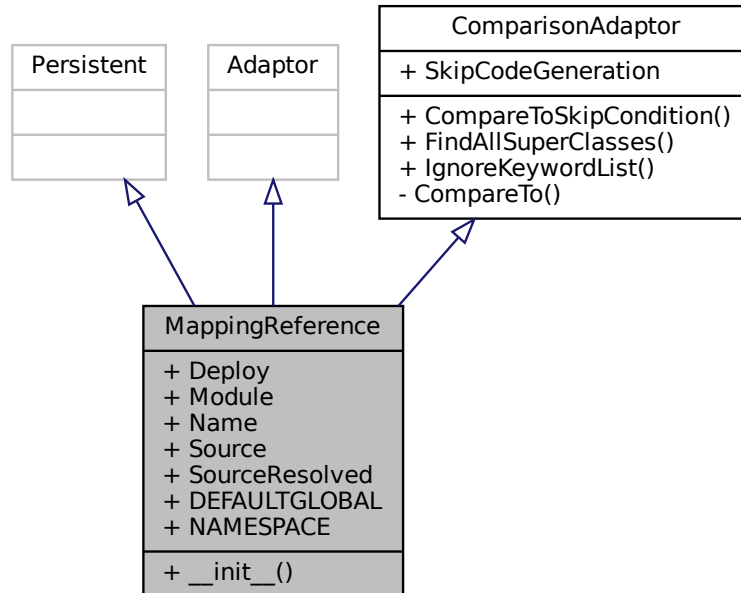 Persistent
Adaptor
ComparisonAdaptor
+ SkipCodeGeneration
+ CompareToSkipCondition()
+ FindAllSuperClasses()
+ IgnoreKeywordList()
- CompareTo()
MappingReference
+ Deploy
+ Module
+ Name
+ Source
+ SourceResolved
+ DEFAULTGLOBAL
+ NAMESPACE
+ __init__()